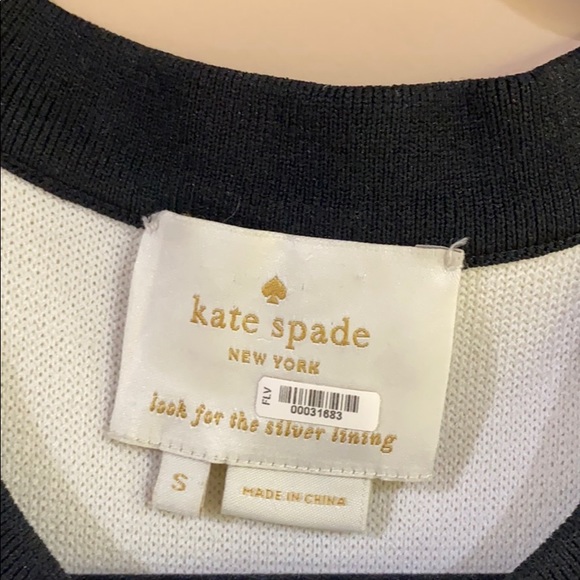 kate spade
NEW YORK
FLV
00031683
look for the silver lining
S
MADE IN CHINA